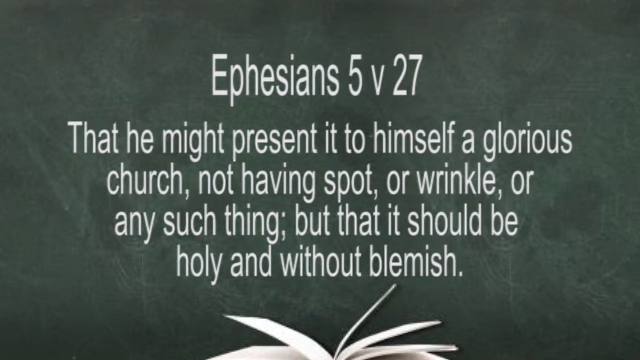 Ephesians 5 v 27
That he might present it to himself a glorious
church, not having spot, or wrinkle, or
any such thing; but that it should be
holy and without blemish.